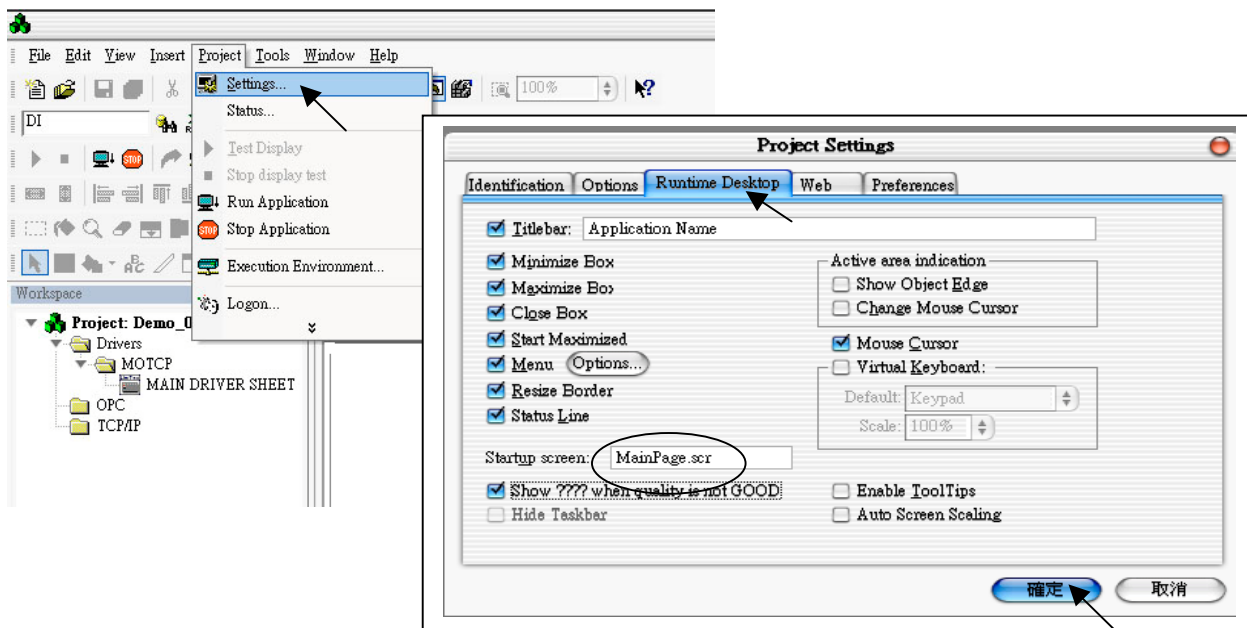 File Edit View Insert Project Tools Window Help
100%
DI
Settings...
Status...
Test Display
Stop display test
Run Application
Stop Application
Execution Environment...
Logon...
STOP
STOP
Workspace
Project: Demo_0
Drivers
MOTCP
MAIN DRIVER SHEET
OPC
TCP/IP
Project Settings
Identification Options Runtime Desktop Web Preferences
Titlebar: Application Name
Minimize Box
Maximize Box
Close Box
Start Maximized
Menu Options...
Resize Border
Status Line
Active area indication
Show Object Edge
Change Mouse Cursor
Mouse Cursor
Virtual Keyboard:
Default: Keypad
Scale: 100%
Startup screen: MainPage.scr
Show ???? when quality is not GOOD
Hide Taskbar
Enable ToolTips
Auto Screen Scaling
確定 取消